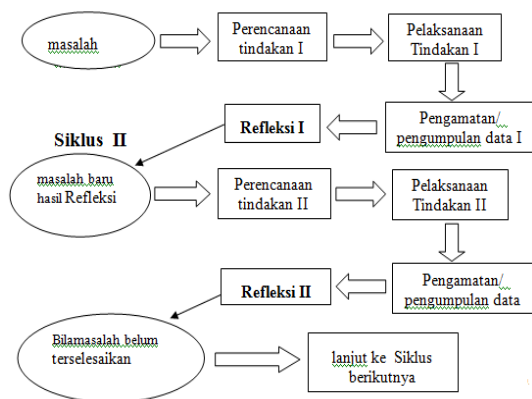 masalah
Perencanaan
tindakan I
Pelaksanaan
Tindakan I
Pengamatan/
pengumpulan data I
Refleksi I
Siklus II
masalah baru
hasil Refleksi
Perencanaan
tindakan II
Pelaksanaan
Tindakan II
Pengamatan/
pengumpulan data
Refleksi II
Bilamasalah belum
terselesaikan
lanjut ke Siklus
berikutnya